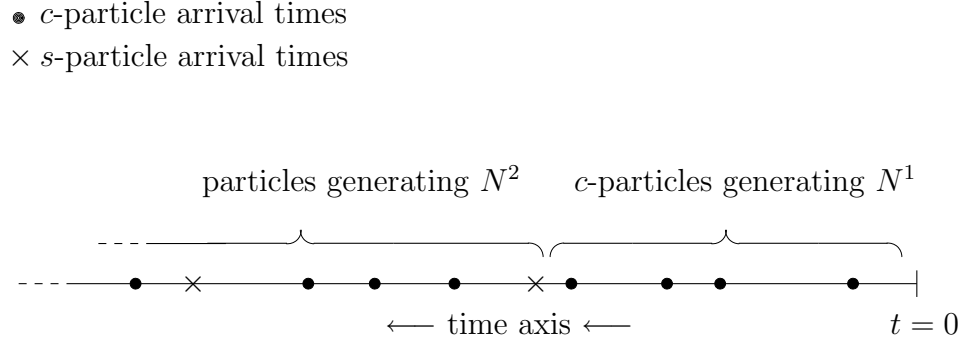 • c-particle arrival times
× s-particle arrival times
particles generating N² c-particles generating N¹
⟵ time axis ⟵ t = 0